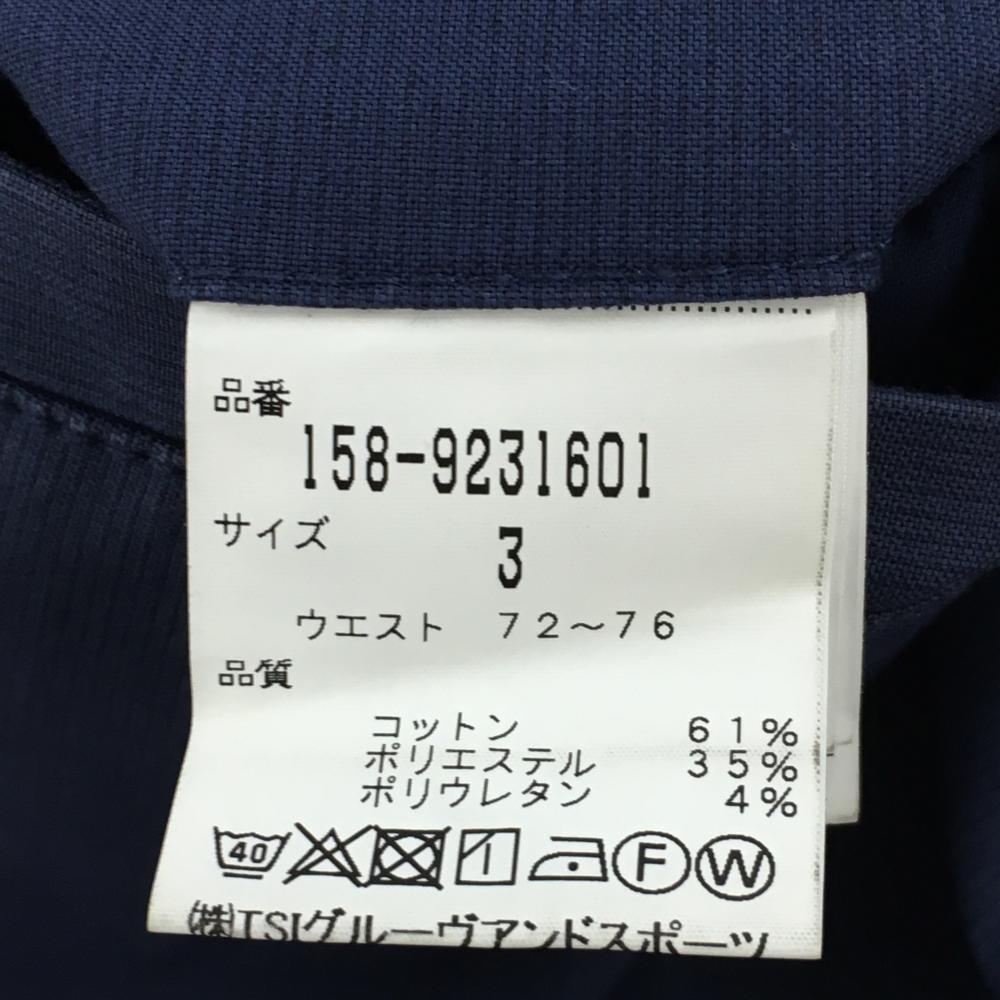 品番
158-9231601
サイズ 3
ウエスト 72～76
品質
コットン 61%
ポリエステル 35%
ポリウレタン 4%
40 F W
㈱TSIグルーヴアンドスポーツ